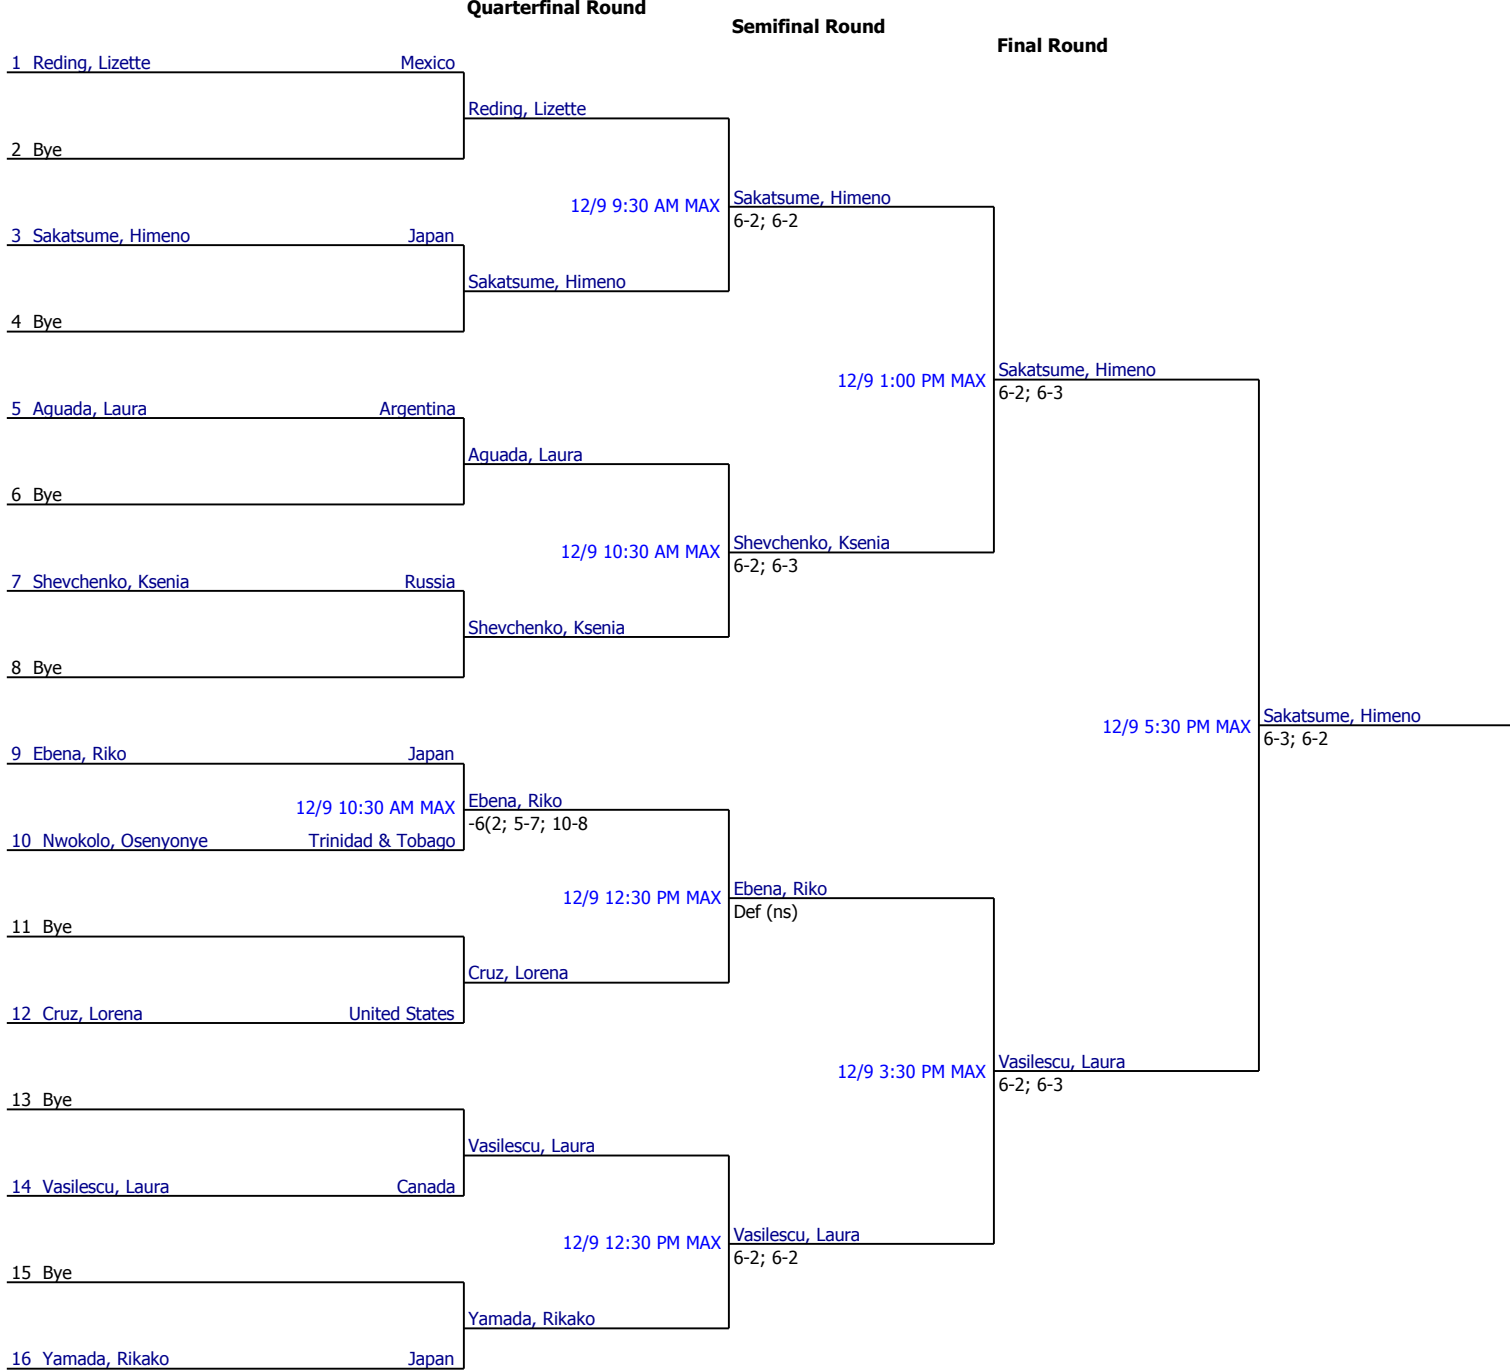 Quarterfinal Round
Semifinal Round
Final Round
1 Reding, Lizette Mexico
Reding, Lizette
2 Bye
12/9 9:30 AM MAX
Sakatsume, Himeno
6-2; 6-2
3 Sakatsume, Himeno Japan
Sakatsume, Himeno
4 Bye
12/9 1:00 PM MAX
Sakatsume, Himeno
6-2; 6-3
5 Aguada, Laura Argentina
Aguada, Laura
6 Bye
12/9 10:30 AM MAX
Shevchenko, Ksenia
6-2; 6-3
7 Shevchenko, Ksenia Russia
Shevchenko, Ksenia
8 Bye
12/9 5:30 PM MAX
Sakatsume, Himeno
6-3; 6-2
9 Ebena, Riko Japan
12/9 10:30 AM MAX
Ebena, Riko
-6(2; 5-7; 10-8
10 Nwokolo, Osenyonye Trinidad & Tobago
12/9 12:30 PM MAX
Ebena, Riko
Def (ns)
11 Bye
Cruz, Lorena
12 Cruz, Lorena United States
12/9 3:30 PM MAX
Vasilescu, Laura
6-2; 6-3
13 Bye
Vasilescu, Laura
14 Vasilescu, Laura Canada
12/9 12:30 PM MAX
Vasilescu, Laura
6-2; 6-2
15 Bye
Yamada, Rikako
16 Yamada, Rikako Japan